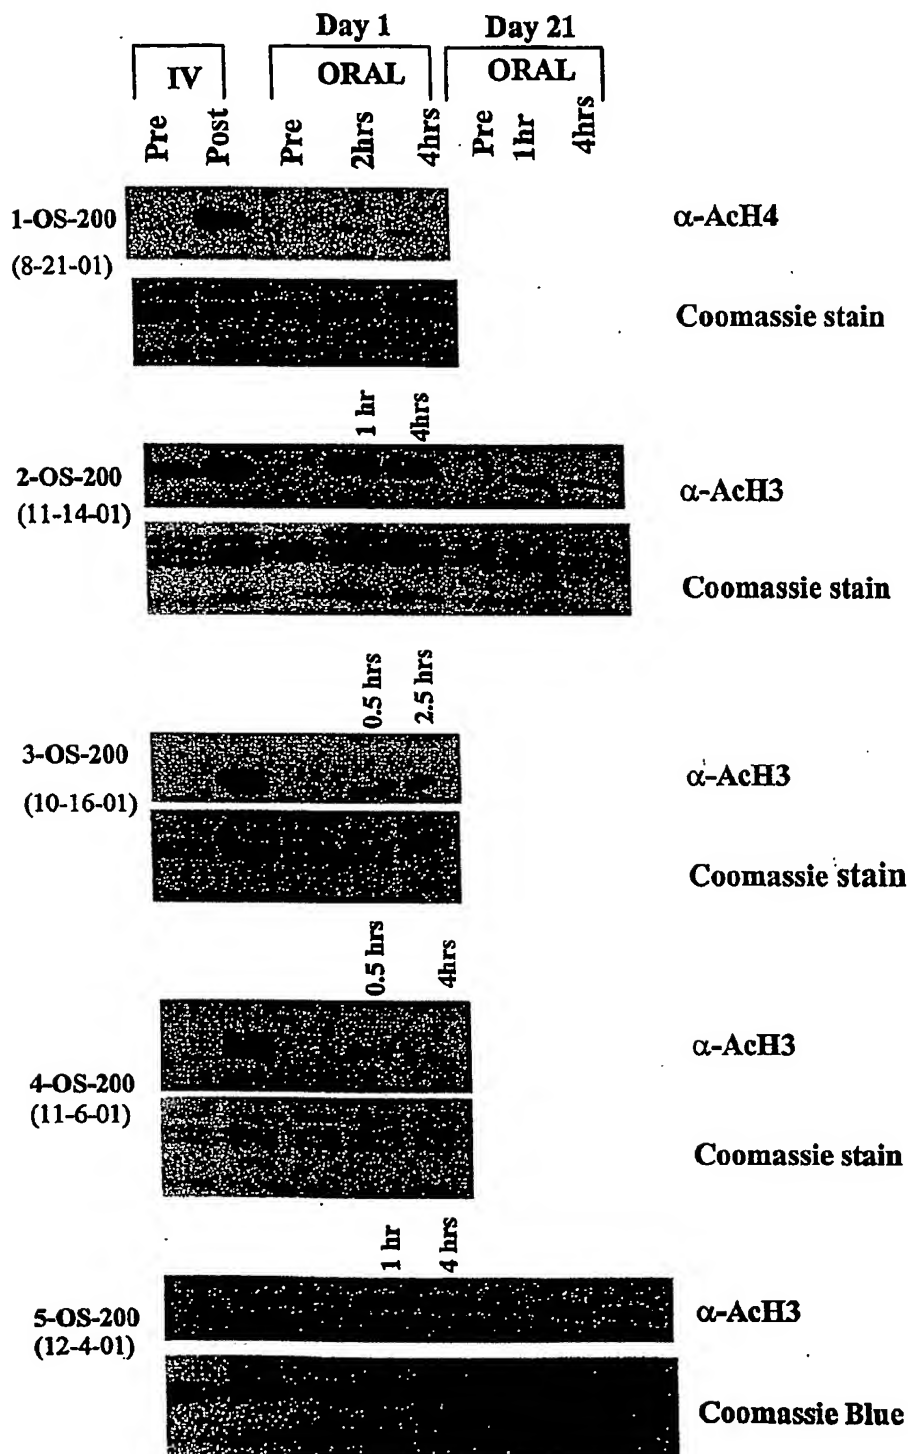 Day 1 Day 21
IV ORAL ORAL
Pre Post Pre 2hrs 4hrs Pre 1hr 4hrs
1-OS-200 α-AcH4
(8-21-01)
Coomassie stain
1 hr 4hrs
2-OS-200 α-AcH3
(11-14-01)
Coomassie stain
0.5 hrs 2.5 hrs
3-OS-200 α-AcH3
(10-16-01)
Coomassie stain
0.5 hrs 4hrs
α-AcH3
4-OS-200
(11-6-01)
Coomassie stain
1 hr 4 hrs
5-OS-200 α-AcH3
(12-4-01)
Coomassie Blue